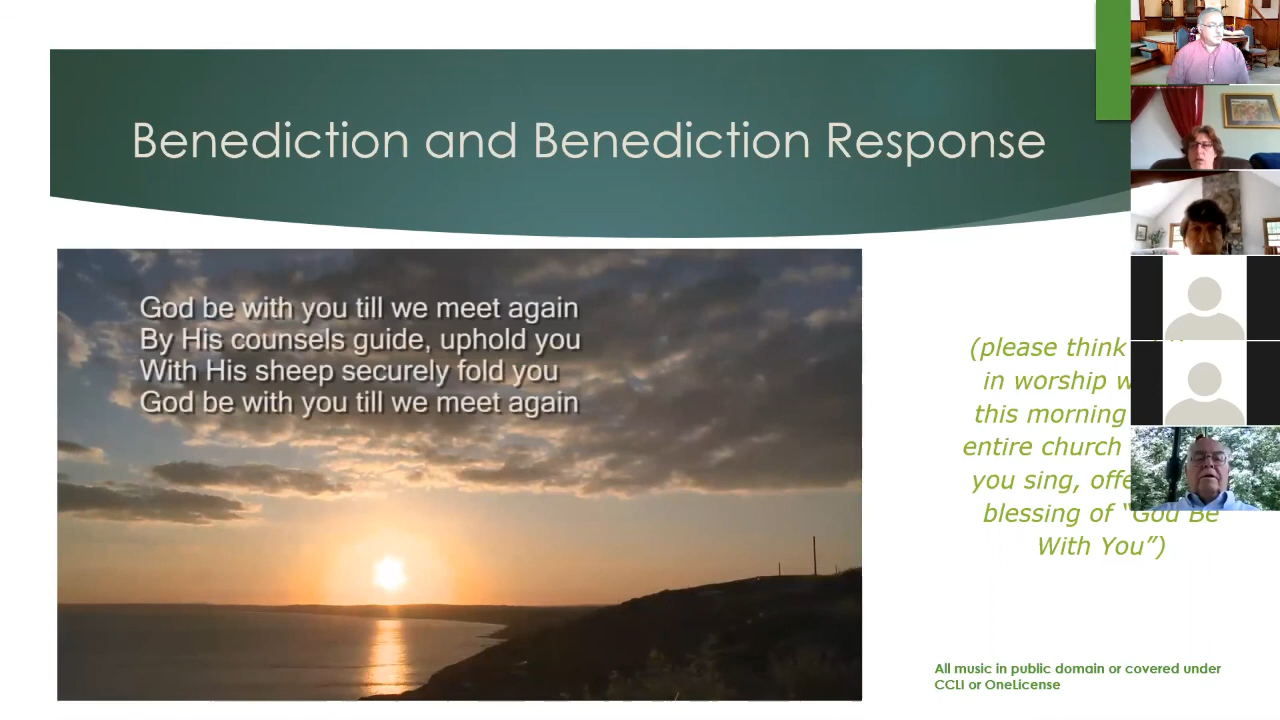 Benediction and Benediction Response
God be with you till we meet again
By His counsels guide, uphold you
With His sheep securely fold you
God be with you till we meet again
(please think
in worship
this morning
entire church
you sing,
blessing of “God Be
With You”)
All music in public domain or covered under
CCLI or OneLicense